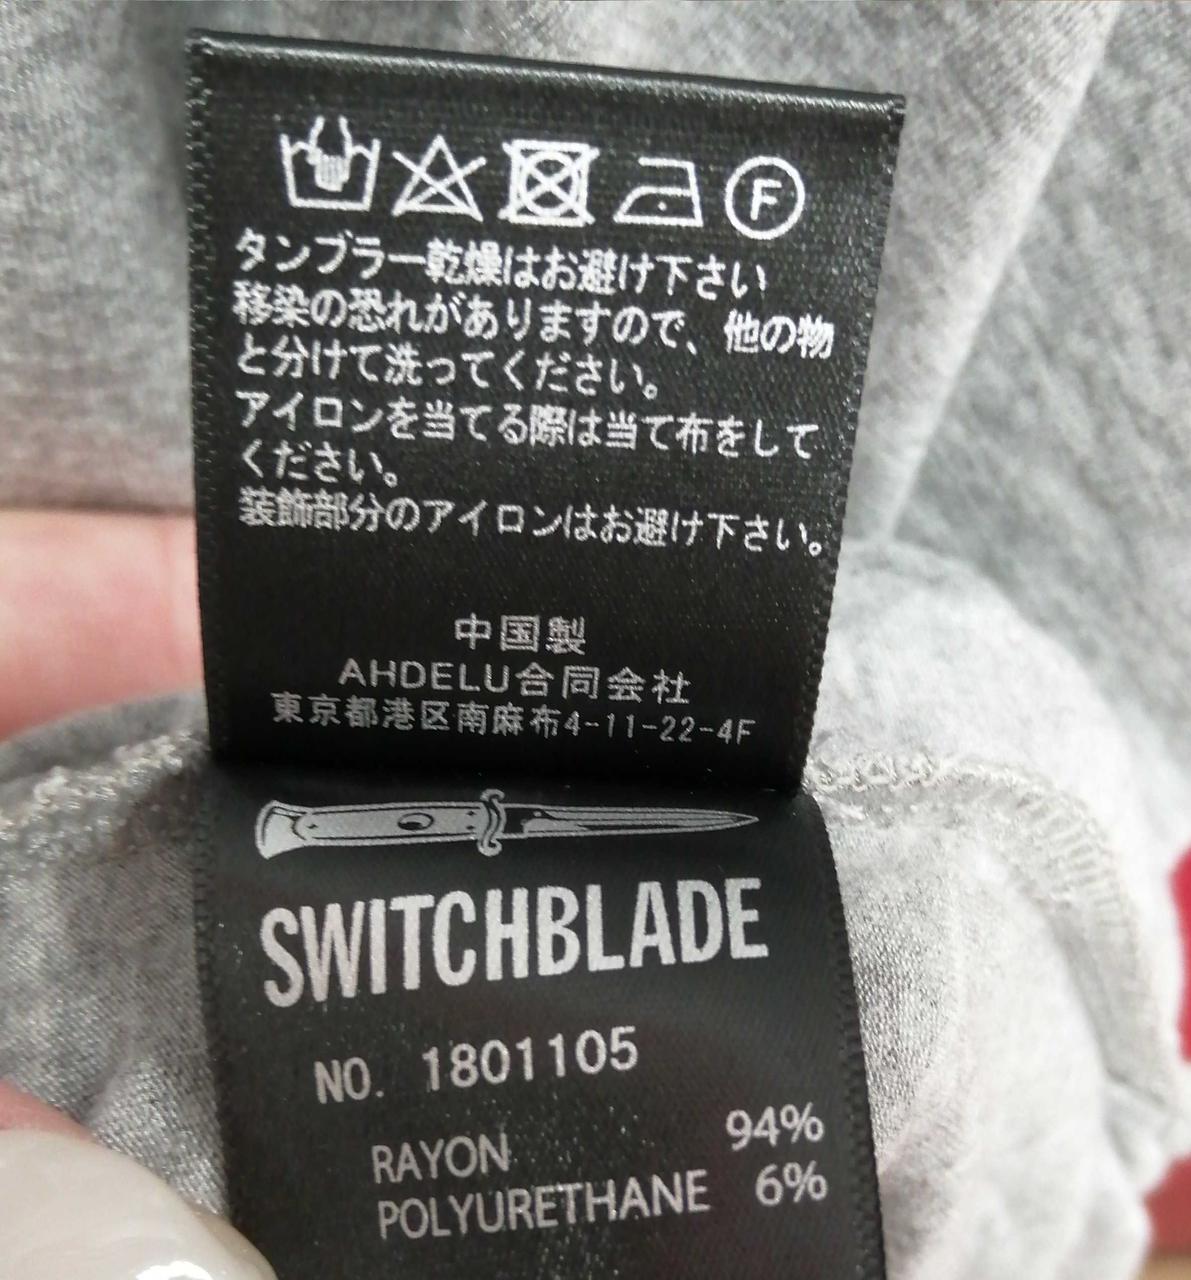 F
タンブラー乾燥はお避け下さい
移染の恐れがありますので、他の物
と分けて洗ってください。
アイロンを当てる際は当て布をして
ください。
装飾部分のアイロンはお避け下さい。
中国製
AHDELU合同会社
東京都港区南麻布4-11-22-4F
SWITCHBLADE
NO. 1801105
RAYON 94%
POLYURETHANE 6%